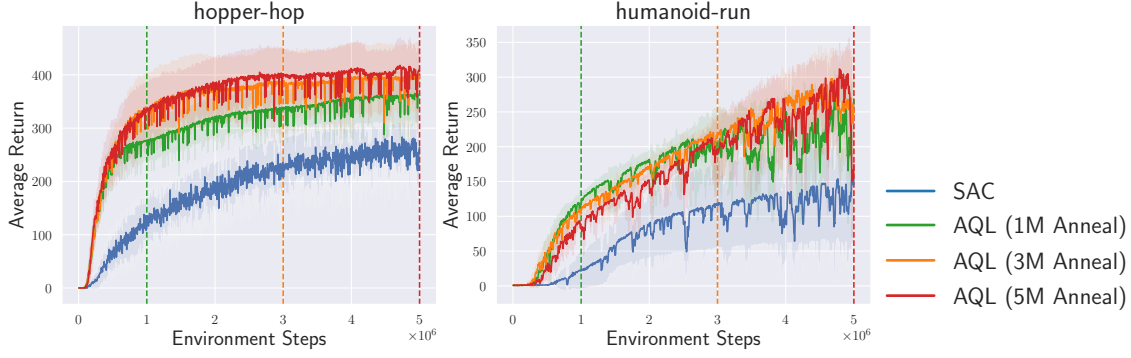 hopper-hop
Average Return
400
300
200
100
0
0 1 2 3 4 5
×10⁶
Environment Steps
humanoid-run
Average Return
350
300
250
200
150
100
50
0
0 1 2 3 4 5
×10⁶
Environment Steps
SAC
AQL (1M Anneal)
AQL (3M Anneal)
AQL (5M Anneal)